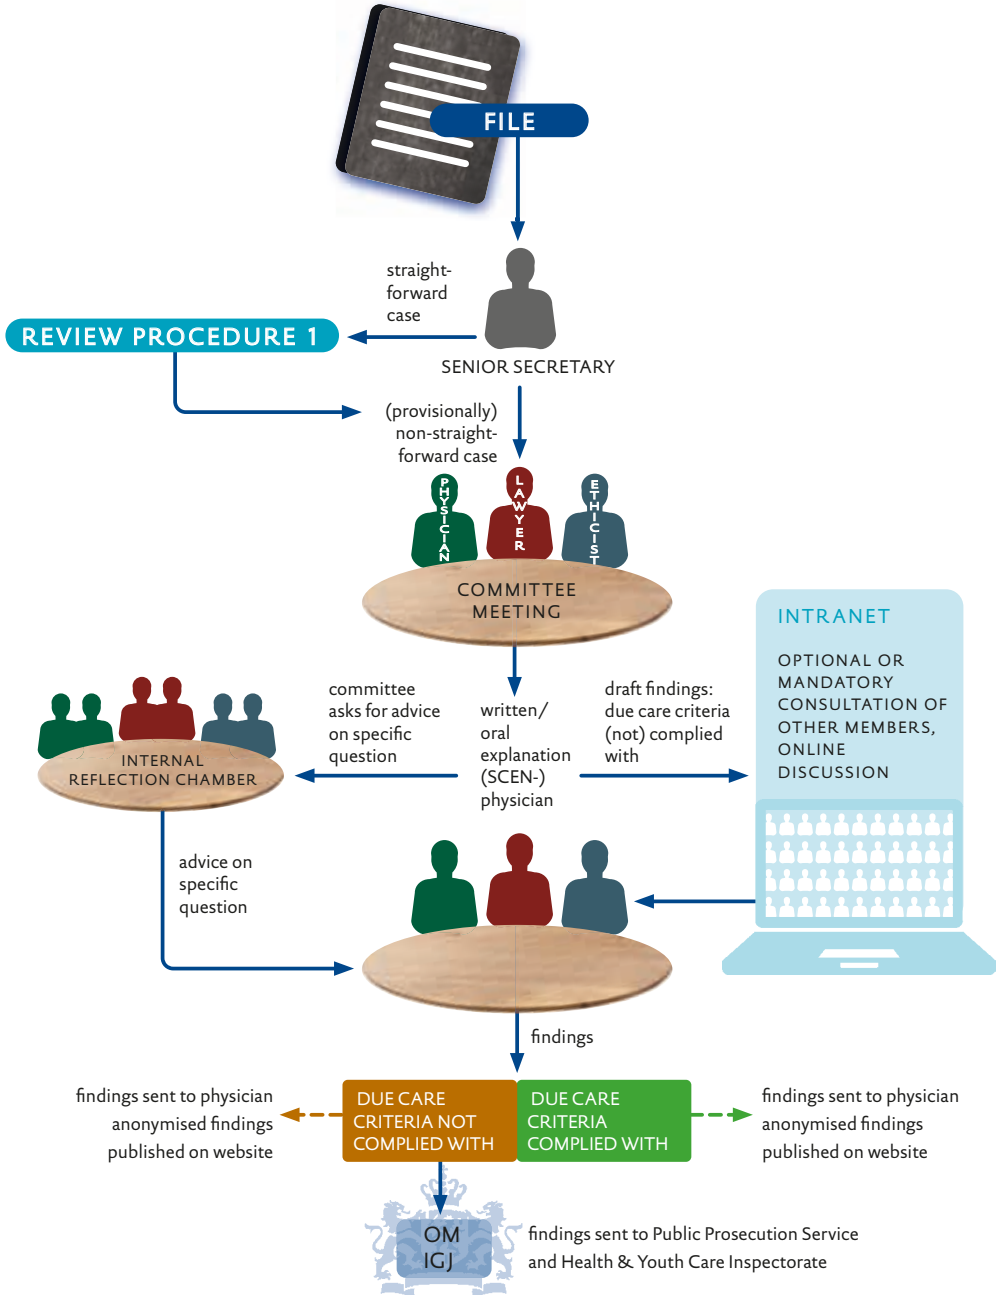 FILE
straight-
forward
case
REVIEW PROCEDURE 1
SENIOR SECRETARY
(provisionally)
non-straight-
forward case
PHYSICIAN
LAWYER
ETHICIST
COMMITTEE
MEETING
INTRANET
OPTIONAL OR
MANDATORY
CONSULTATION OF
OTHER MEMBERS,
ONLINE
DISCUSSION
committee
asks for advice
on specific
question
written/
oral
explanation
(SCEN-)
physician
draft findings:
due care criteria
(not) complied
with
INTERNAL
REFLECTION CHAMBER
advice on
specific
question
findings
findings sent to physician
anonymised findings
published on website
DUE CARE
CRITERIA NOT
COMPLIED WITH
DUE CARE
CRITERIA
COMPLIED WITH
findings sent to physician
anonymised findings
published on website
OM
IGJ
findings sent to Public Prosecution Service
and Health & Youth Care Inspectorate